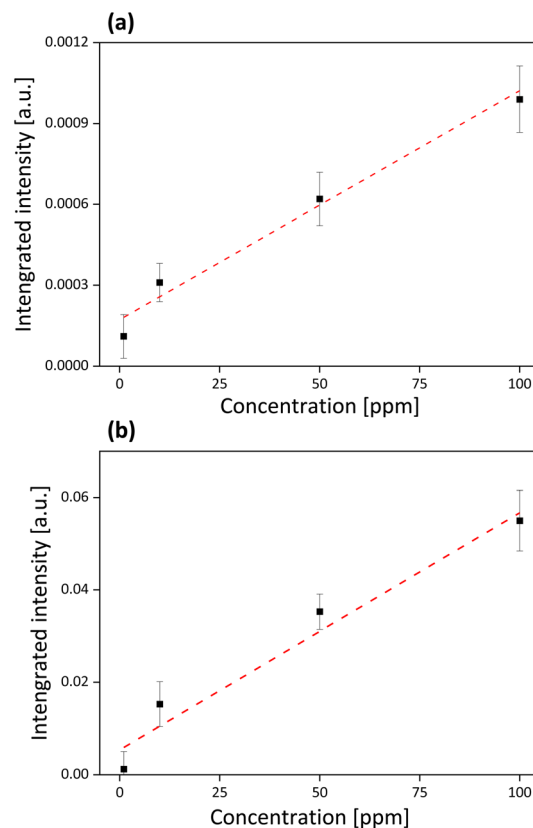 (a)
0.0012
0.0009
0.0006
0.0003
0.0000
Intengrated intensity [a.u.]
0 25 50 75 100
Concentration [ppm]
(b)
0.06
0.04
0.02
0.00
Intengrated intensity [a.u.]
0 25 50 75 100
Concentration [ppm]